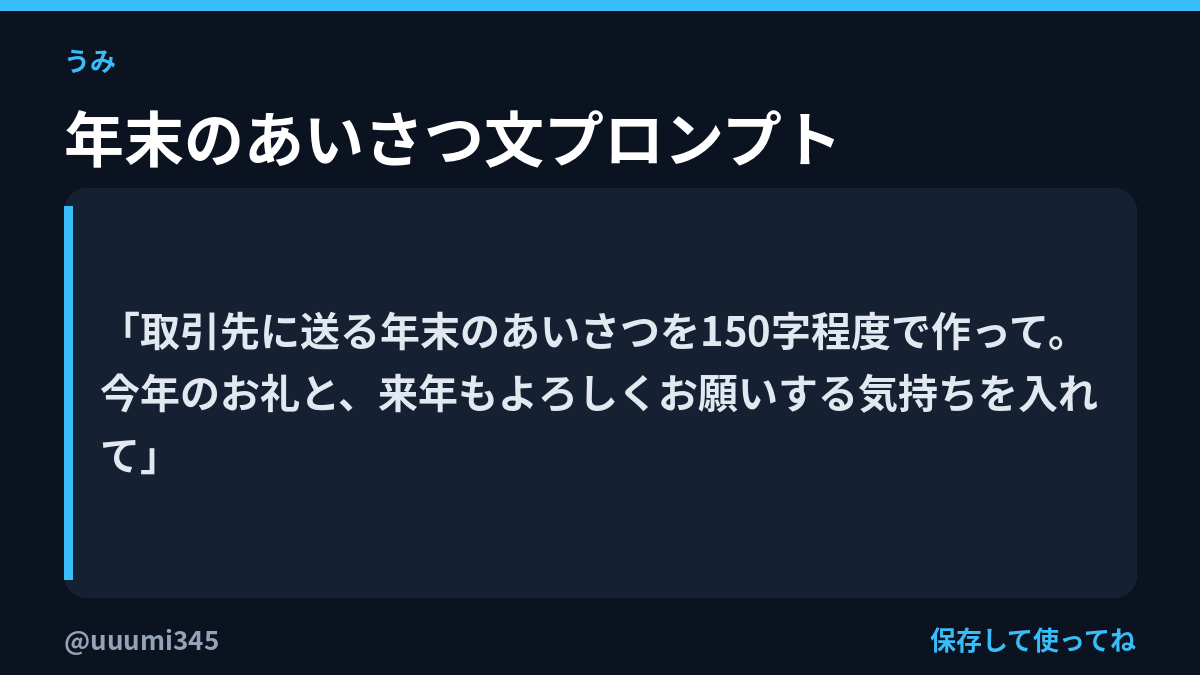 うみ
年末のあいさつ文プロンプト
「取引先に送る年末のあいさつを150字程度で作って。
今年のお礼と、来年もよろしくお願いする気持ちを入れ
て」
@uuumi345
保存して使ってね